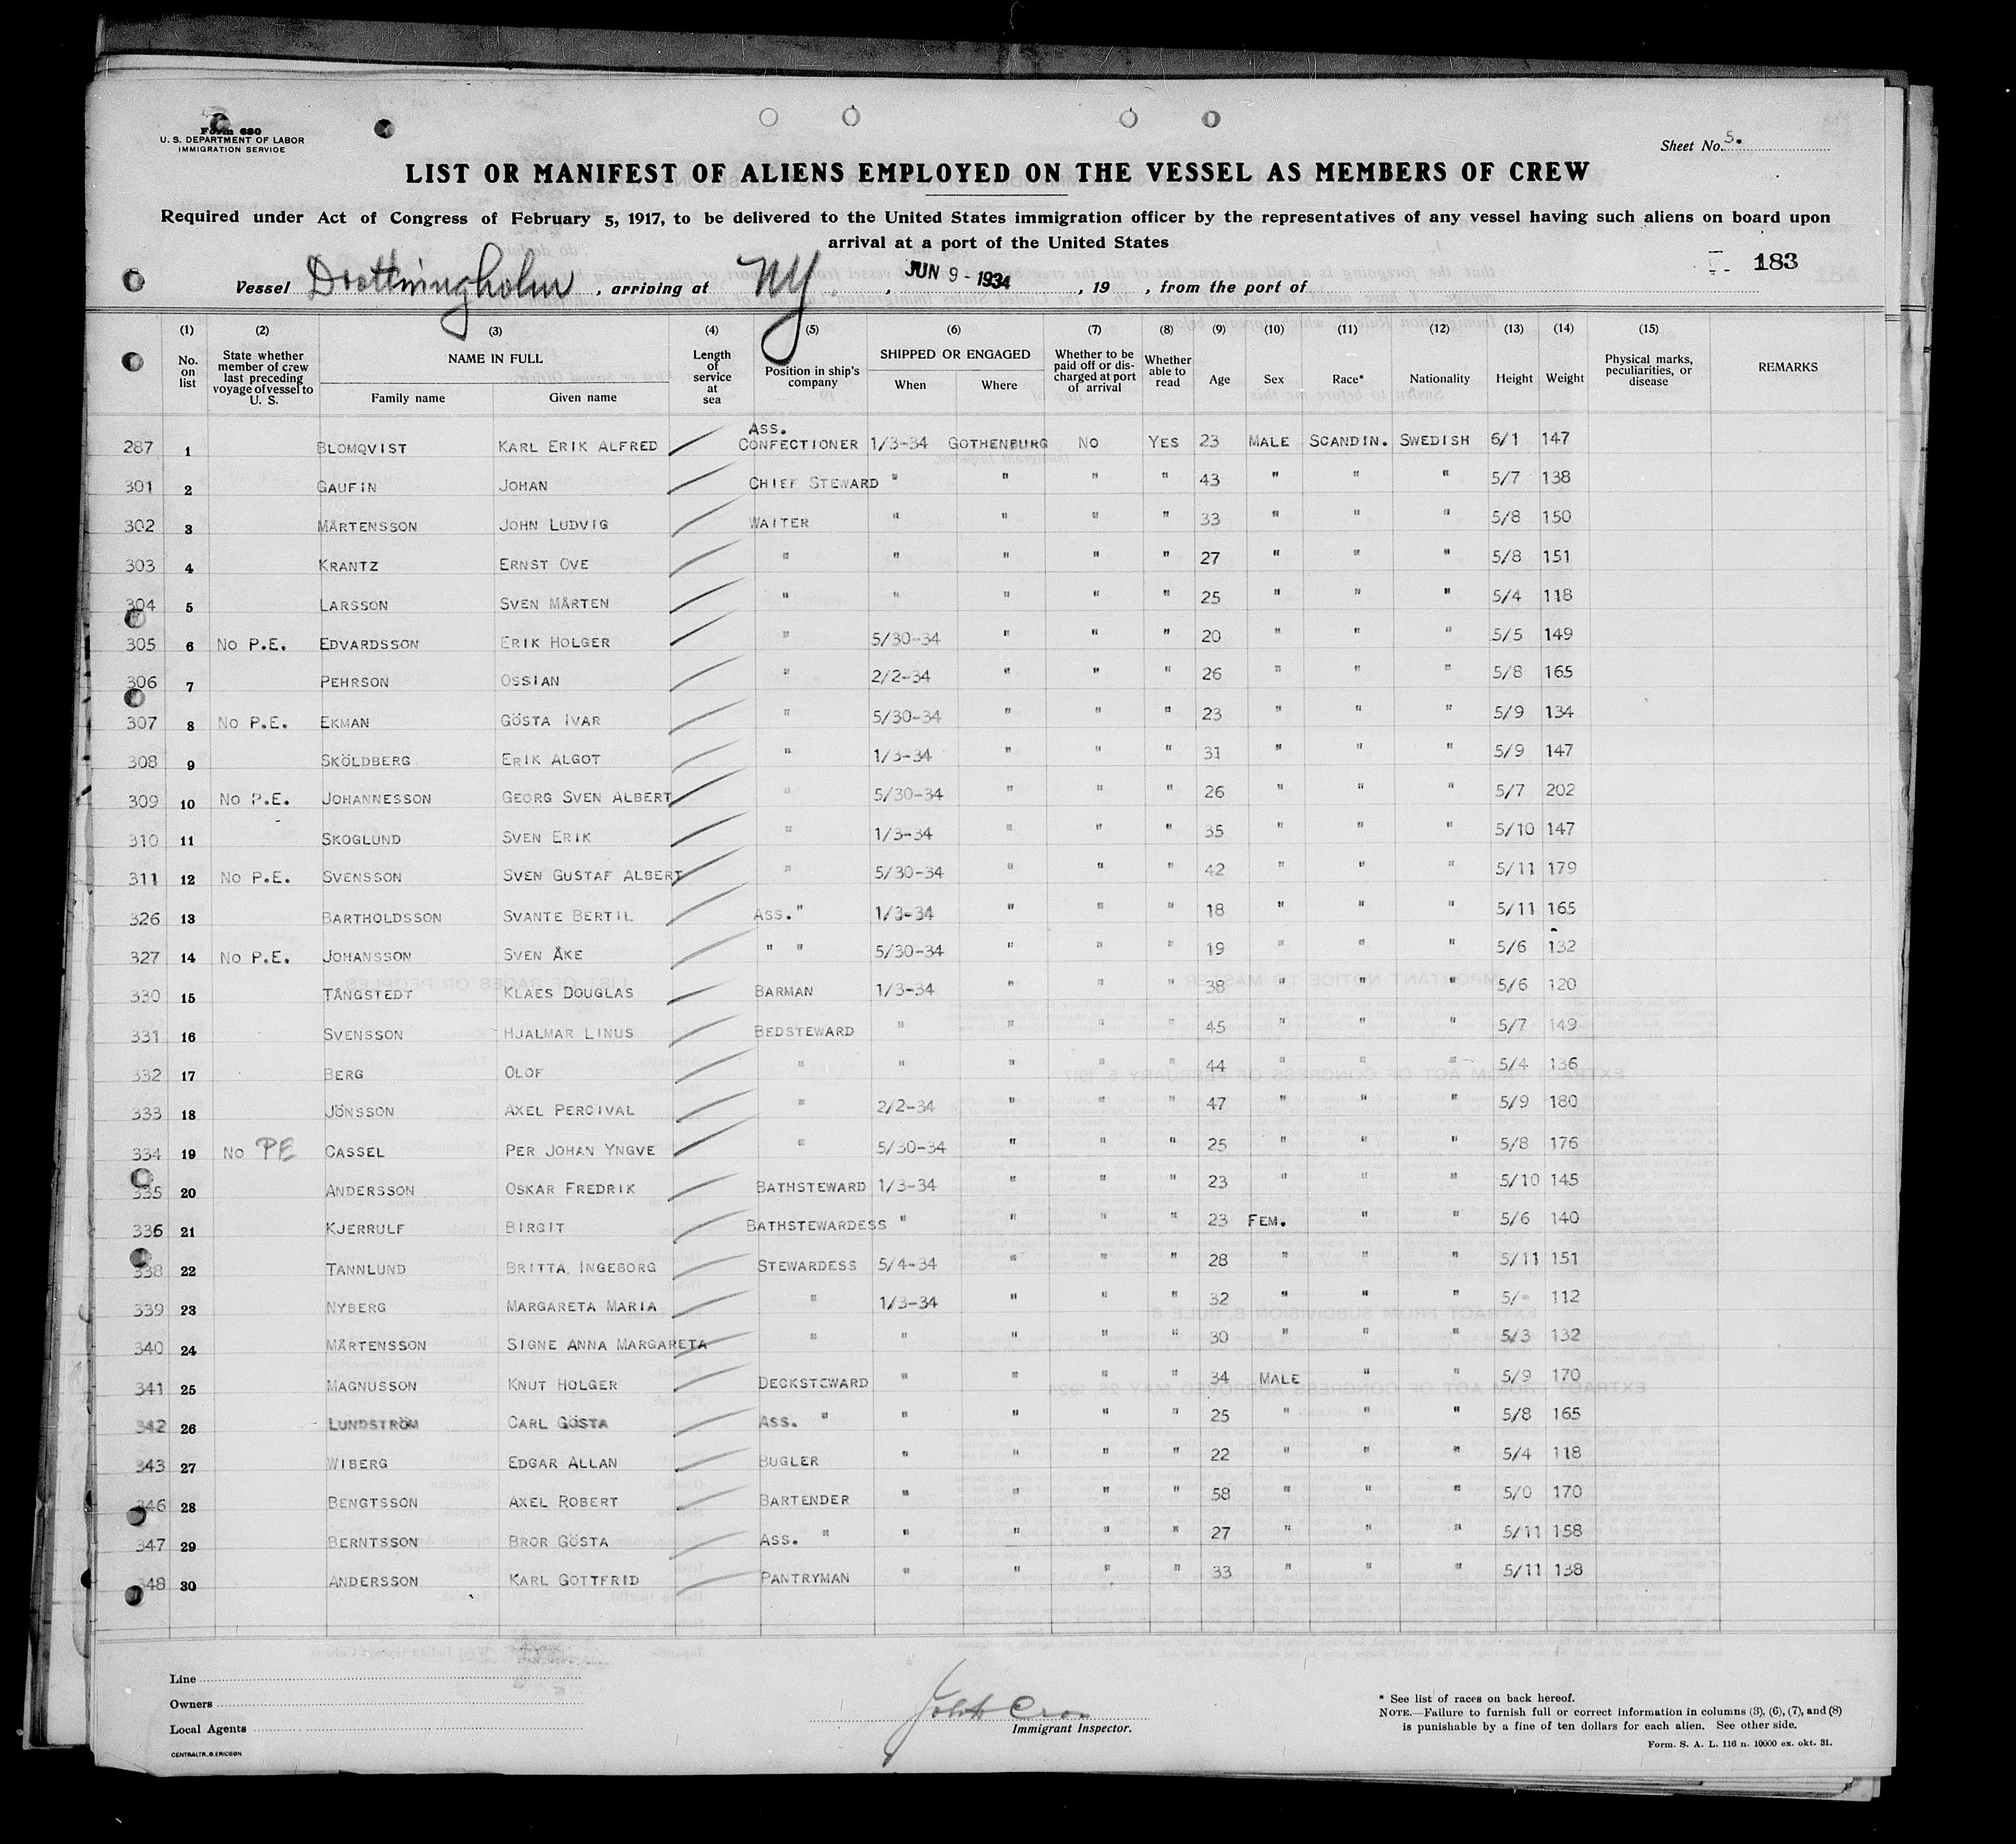 Form 680
U. S. DEPARTMENT OF LABOR
IMMIGRATION SERVICE
Sheet No. 5.
LIST OR MANIFEST OF ALIENS EMPLOYED ON THE VESSEL AS MEMBERS OF CREW
Required under Act of Congress of February 5, 1917, to be delivered to the United States immigration officer by the representatives of any vessel having such aliens on board upon
arrival at a port of the United States
183
Vessel Drottningholm, arriving at NY, JUN 9 - 1934, 19 , from the port of
(1) (2) (3) (4) (5) (6) (7) (8) (9) (10) (11) (12) (13) (14) (15)
No. on list State whether member of crew last preceding voyage of vessel to U. S. NAME IN FULL Family name Given name Length of service at sea Position in ship's company SHIPPED OR ENGAGED When Where Whether to be paid off or discharged at port of arrival Whether able to read Age Sex Race* Nationality Height Weight Physical marks, peculiarities, or disease REMARKS
287 1 BLOMQVIST KARL ERIK ALFRED ASS. CONFECTIONER 1/3-34 GOTHENBURG NO YES 23 MALE SCANDIN. SWEDISH 6/1 147
301 2 GAUFIN JOHAN CHIEF STEWARD " " " " 43 " " " 5/7 138
302 3 MÅRTENSSON JOHN LUDVIG WAITER " " " " 33 " " " 5/8 150
303 4 KRANTZ ERNST OVE " " " " " 27 " " " 5/8 151
304 5 LARSSON SVEN MÅRTEN " " " " " 25 " " " 5/4 118
305 6 NO P.E. EDVARDSSON ERIK HOLGER " 5/30-34 " " " 20 " " " 5/5 149
306 7 PEHRSON OSSIAN " 2/2-34 " " " 26 " " " 5/8 165
307 8 NO P.E. EKMAN GÖSTA IVAR " 5/30-34 " " " 23 " " " 5/9 134
308 9 SKÖLDBERG ERIK ALGOT " 1/3-34 " " " 31 " " " 5/9 147
309 10 NO P.E. JOHANNESSON GEORG SVEN ALBERT " 5/30-34 " " " 26 " " " 5/7 202
310 11 SKOGLUND SVEN ERIK " 1/3-34 " " " 35 " " " 5/10 147
311 12 NO P.E. SVENSSON SVEN GUSTAF ALBERT " 5/30-34 " " " 42 " " " 5/11 179
326 13 BARTHOLDSSON SVANTE BERTIL ASS. " 1/3-34 " " " 18 " " " 5/11 165
327 14 NO P.E. JOHANSSON SVEN ÅKE " " 5/30-34 " " " 19 " " " 5/6 132
330 15 TÅNGSTEDT KLAES DOUGLAS BARMAN 1/3-34 " " " 38 " " " 5/6 120
331 16 SVENSSON HJALMAR LINUS BEDSTEWARD " " " " 45 " " " 5/7 149
332 17 BERG OLOF " " " " " 44 " " " 5/4 136
333 18 JÖNSSON AXEL PERCIVAL " 2/2-34 " " " 47 " " " 5/9 180
334 19 NO PE CASSEL PER JOHAN YNGVE " 5/30-34 " " " 25 " " " 5/8 176
335 20 ANDERSSON OSKAR FREDRIK BATHSTEWARD 1/3-34 " " " 23 " " " 5/10 145
336 21 KJERRULF BIRGIT BATHSTEWARDESS " " " " 23 FEM. " " 5/6 140
338 22 TANNLUND BRITTA INGEBORG STEWARDESS 5/4-34 " " " 28 " " " 5/11 151
339 23 NYBERG MARGARETA MARIA " 1/3-34 " " " 32 " " " 5/- 112
340 24 MÅRTENSSON SIGNE ANNA MARGARETA " " " " " 30 " " " 5/3 132
341 25 MAGNUSSON KNUT HOLGER DECKSTEWARD " " " " 34 MALE " " 5/9 170
342 26 LUNDSTRÖM CARL GÖSTA ASS. " " " " " 25 " " " 5/8 165
343 27 WIBERG EDGAR ALLAN BUGLER " " " " 22 " " " 5/4 118
346 28 BENGTSSON AXEL ROBERT BARTENDER " " " " 58 " " " 5/0 170
347 29 BERNTSSON BROR GÖSTA ASS. " " " " " 27 " " " 5/11 158
348 30 ANDERSSON KARL GOTTFRID PANTRYMAN " " " " 33 " " " 5/11 138
Line
Owners
Local Agents
CENTRALTR. G. ERICSON
Immigrant Inspector.
* See list of races on back hereof.
NOTE.—Failure to furnish full or correct information in columns (3), (6), (7), and (8)
is punishable by a fine of ten dollars for each alien. See other side.
Form. S. A. L. 116 n. 10000 ex. okt. 31.